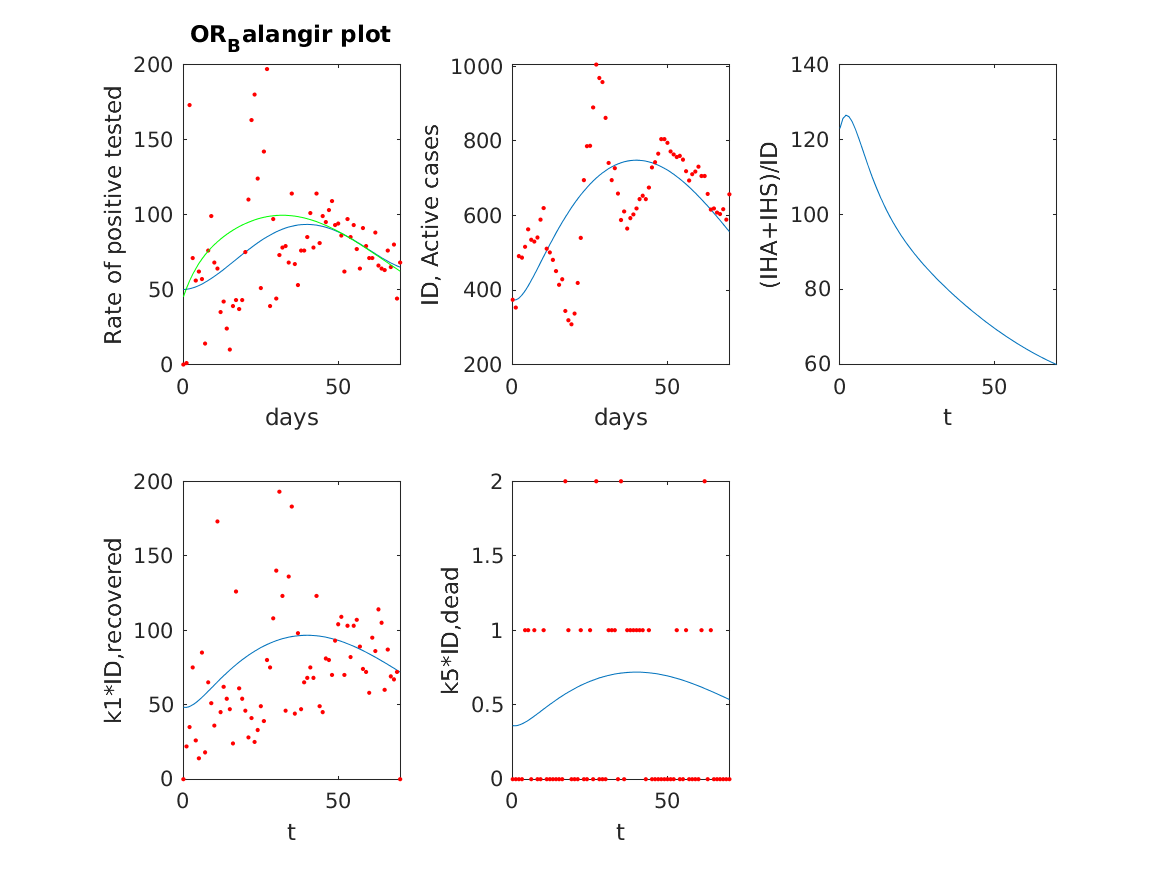 OR_Balangir plot
200
150
100
50
0
Rate of positive tested
0 50
days
1000
800
600
400
200
ID, Active cases
0 50
days
140
120
100
80
60
(IHA+IHS)/ID
0 50
t
200
150
100
50
0
k1*ID,recovered
0 50
t
2
1.5
1
0.5
0
k5*ID,dead
0 50
t